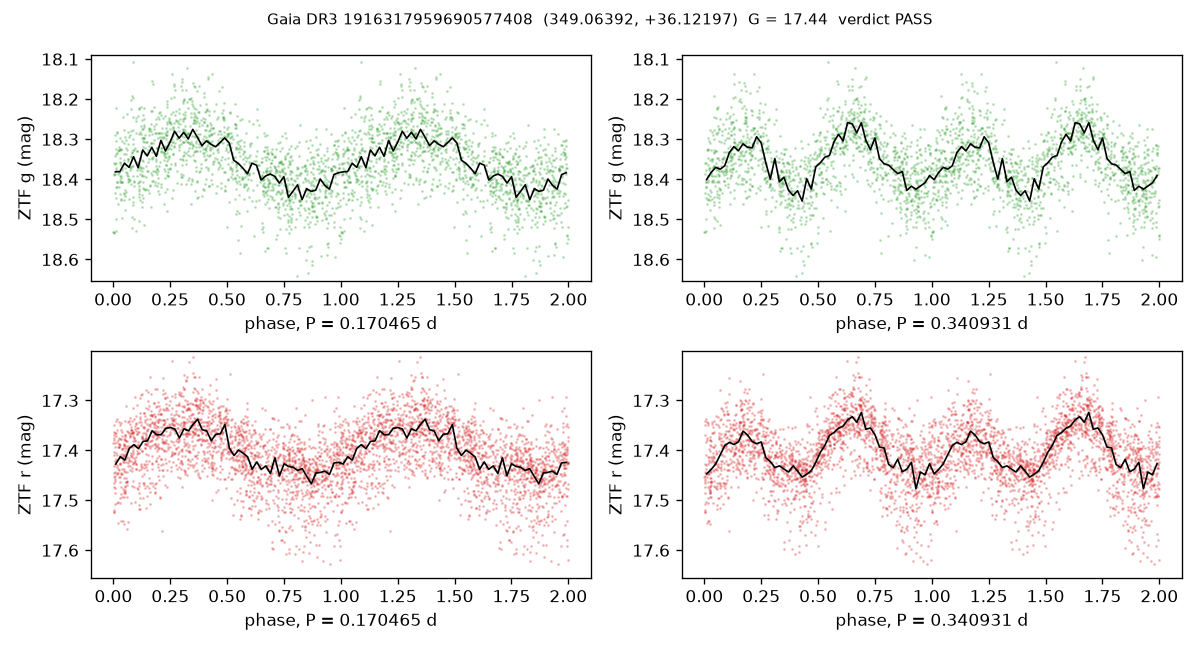 Gaia DR3 1916317959690577408  (349.06392, +36.12197)  G = 17.44  verdict PASS
ZTF g (mag)
18.1
18.2
18.3
18.4
18.5
18.6
0.00 0.25 0.50 0.75 1.00 1.25 1.50 1.75 2.00
phase, P = 0.170465 d
ZTF g (mag)
18.1
18.2
18.3
18.4
18.5
18.6
0.00 0.25 0.50 0.75 1.00 1.25 1.50 1.75 2.00
phase, P = 0.340931 d
ZTF r (mag)
17.3
17.4
17.5
17.6
0.00 0.25 0.50 0.75 1.00 1.25 1.50 1.75 2.00
phase, P = 0.170465 d
ZTF r (mag)
17.3
17.4
17.5
17.6
0.00 0.25 0.50 0.75 1.00 1.25 1.50 1.75 2.00
phase, P = 0.340931 d